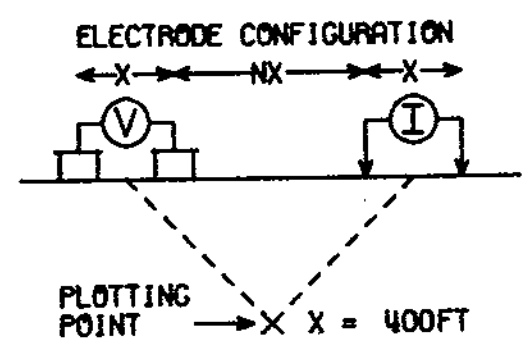 ELECTRODE CONFIGURATION
X NX X
V I
PLOTTING
POINT X X = 400FT